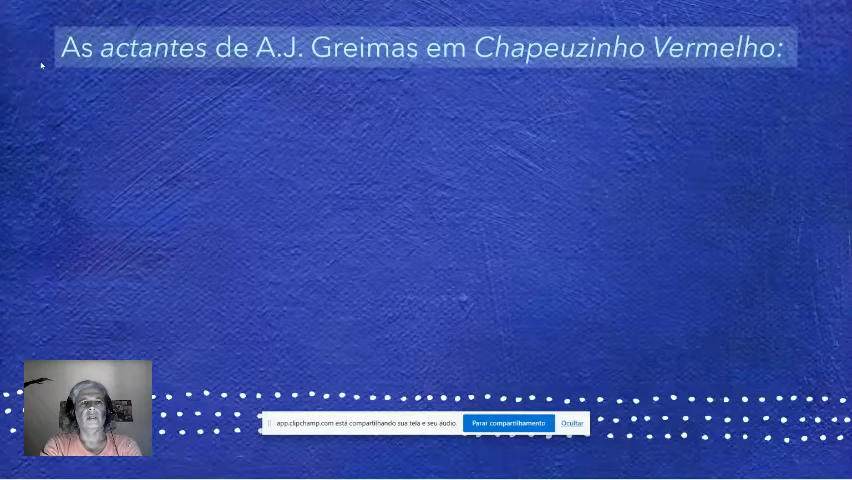 As actantes de A.J. Greimas em Chapeuzinho Vermelho:
app.clipchamp.com está compartilhando sua tela e seu áudio. Parar compartilhamento Ocultar